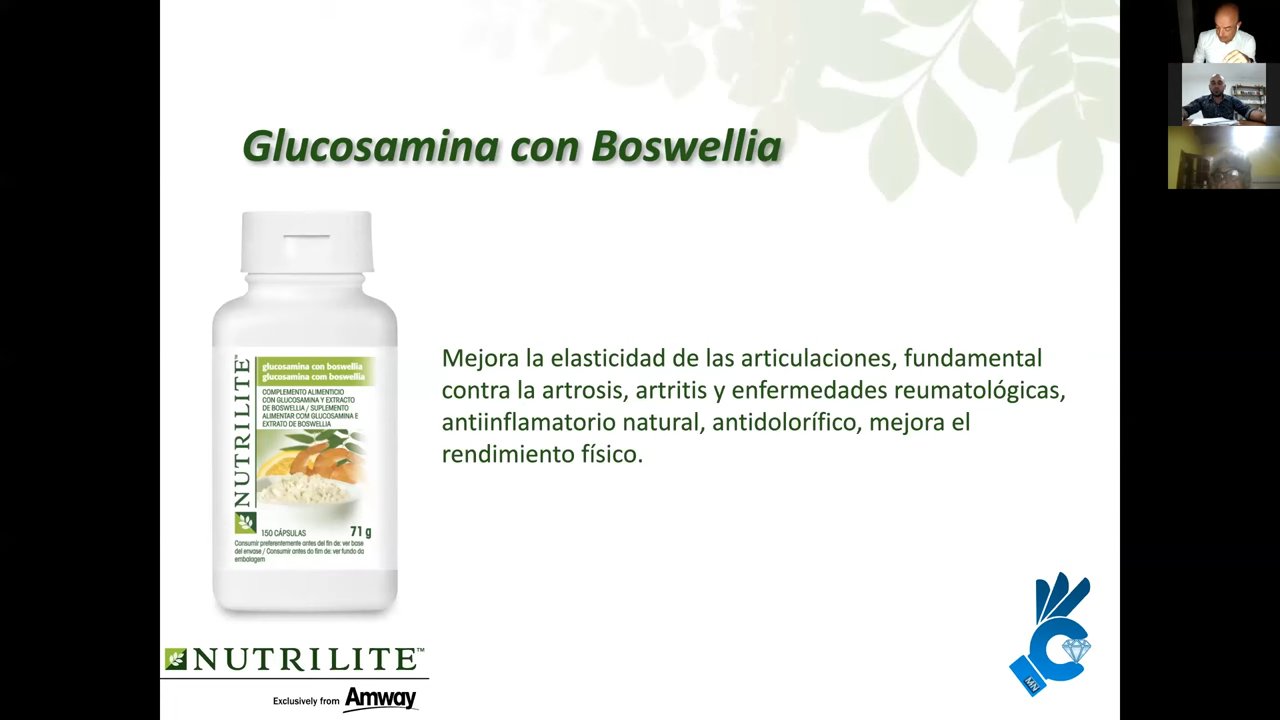 Glucosamina con Boswellia
NUTRILITE™
glucosamina con boswellia
glucosamina com boswellia
COMPLEMENTO ALIMENTICIO
CON GLUCOSAMINA Y EXTRACTO
DE BOSWELLIA / SUPLEMENTO
ALIMENTAR COM GLUCOSAMINA E
EXTRATO DE BOSWELLIA
150 CÁPSULAS 71 g
Consumir preferentemente antes del fin de: ver base
del envase / Consumir antes do fim de: ver fundo da
embalagem
Mejora la elasticidad de las articulaciones, fundamental
contra la artrosis, artritis y enfermedades reumatológicas,
antiinflamatorio natural, antidolorífico, mejora el
rendimiento físico.
NUTRILITE™
Exclusively from Amway
MN